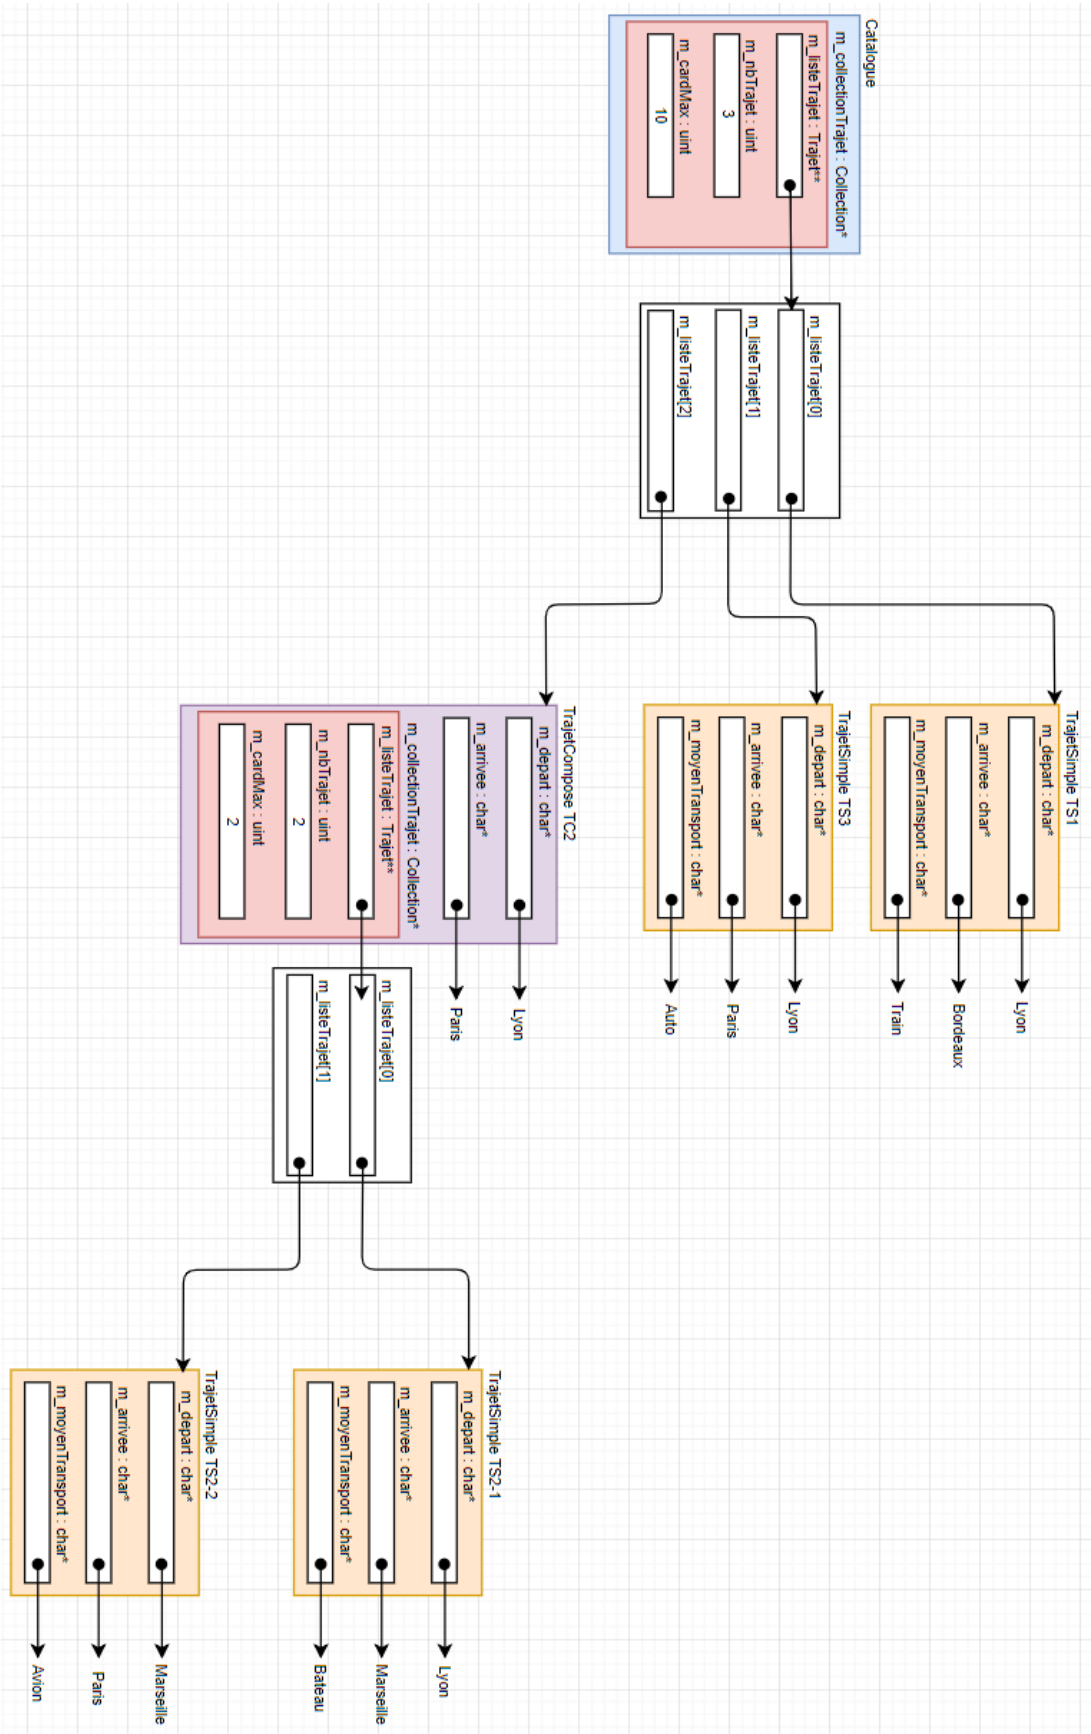 Catalogue
m_collectionTrajet : Collection*
m_listeTrajet : Trajet**
m_nbTrajet : uint
3
m_cardMax : uint
10
m_listeTrajet[0]
m_listeTrajet[1]
m_listeTrajet[2]
TrajetSimple TS1
m_depart : char*
Lyon
m_arrivee : char*
Bordeaux
m_moyenTransport : char*
Train
TrajetSimple TS3
m_depart : char*
Lyon
m_arrivee : char*
Paris
m_moyenTransport : char*
Auto
TrajetCompose TC2
m_depart : char*
Lyon
m_arrivee : char*
Paris
m_collectionTrajet : Collection*
m_listeTrajet : Trajet**
m_nbTrajet : uint
2
m_cardMax : uint
2
m_listeTrajet[0]
m_listeTrajet[1]
TrajetSimple TS2-1
m_depart : char*
Lyon
m_arrivee : char*
Marseille
m_moyenTransport : char*
Bateau
TrajetSimple TS2-2
m_depart : char*
Marseille
m_arrivee : char*
Paris
m_moyenTransport : char*
Avion